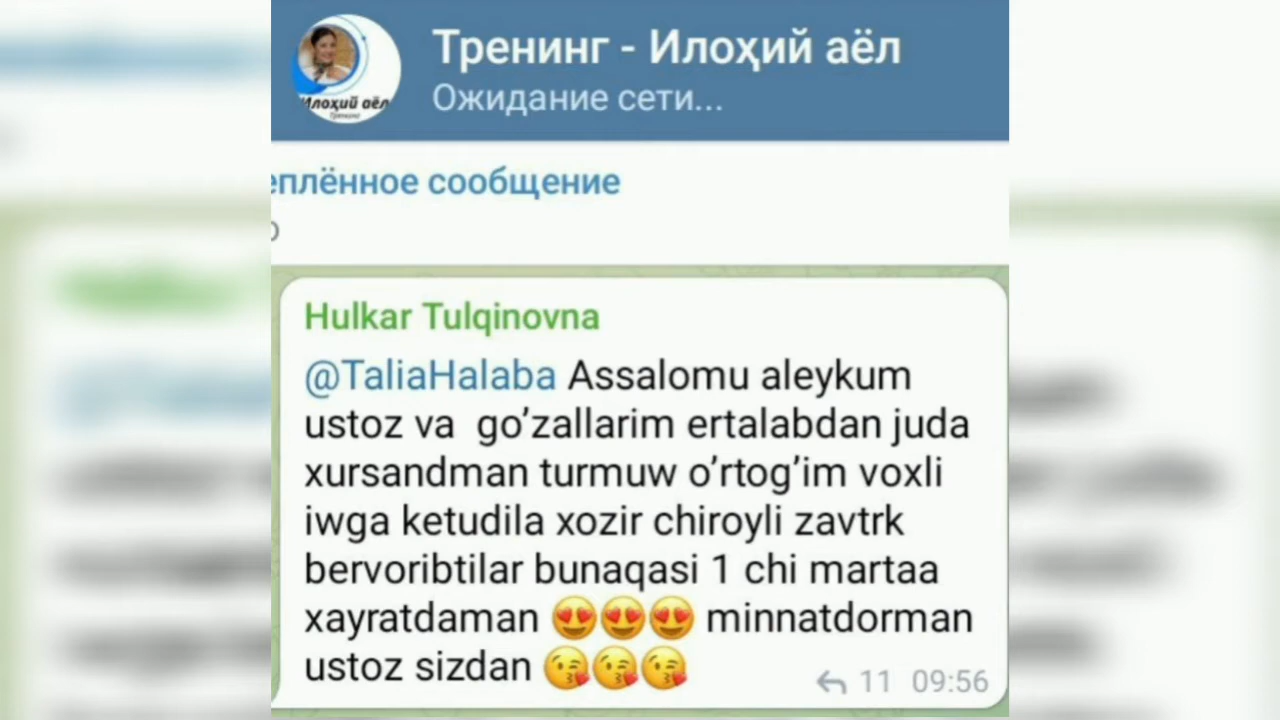 Тренинг - Илоҳий аёл
Ожидание сети...
Илоҳий аёл
Тренинг
еплённое сообщение
о
Hulkar Tulqinovna
@TaliaHalaba Assalomu aleykum
ustoz va go’zallarim ertalabdan juda
xursandman turmuw o’rtog’im voxli
iwga ketudila xozir chiroyli zavtrk
bervoribtilar bunaqasi 1 chi martaa
xayratdaman 😍😍😍 minnatdorman
ustoz sizdan 😘😘😘
11 09:56